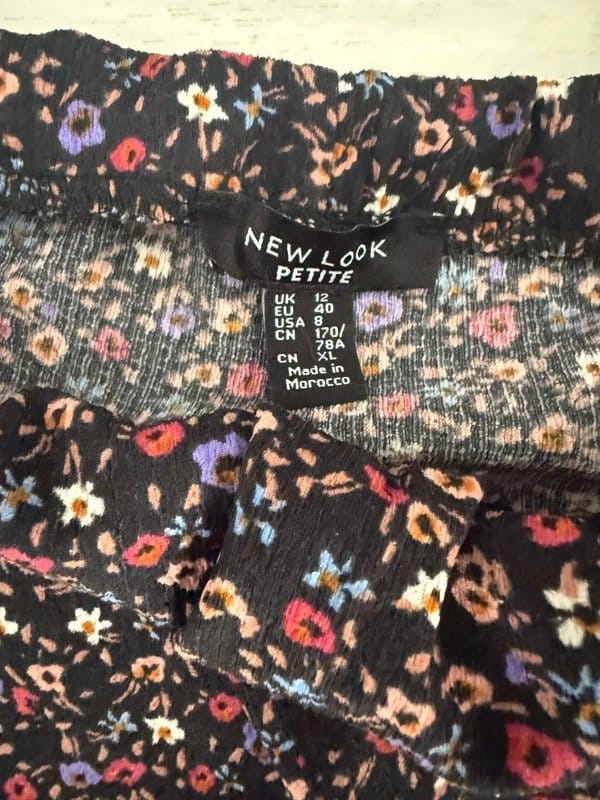 NEW LOOK
PETITE
UK 12
EU 40
USA 8
CN 170/
78A
CN XL
Made in
Morocco